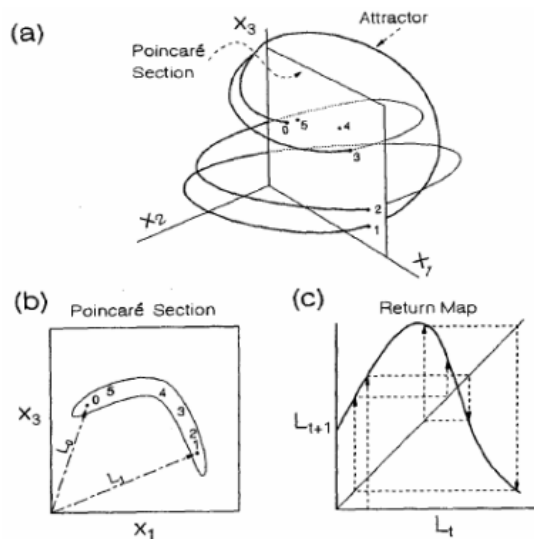 (a)
X3
Attractor
Poincaré
Section
0
5
4
3
2
1
X2
X1
(b)
Poincaré Section
X3
0
5
4
3
2
1
L0
L1
X1
(c)
Return Map
Lt+1
Lt